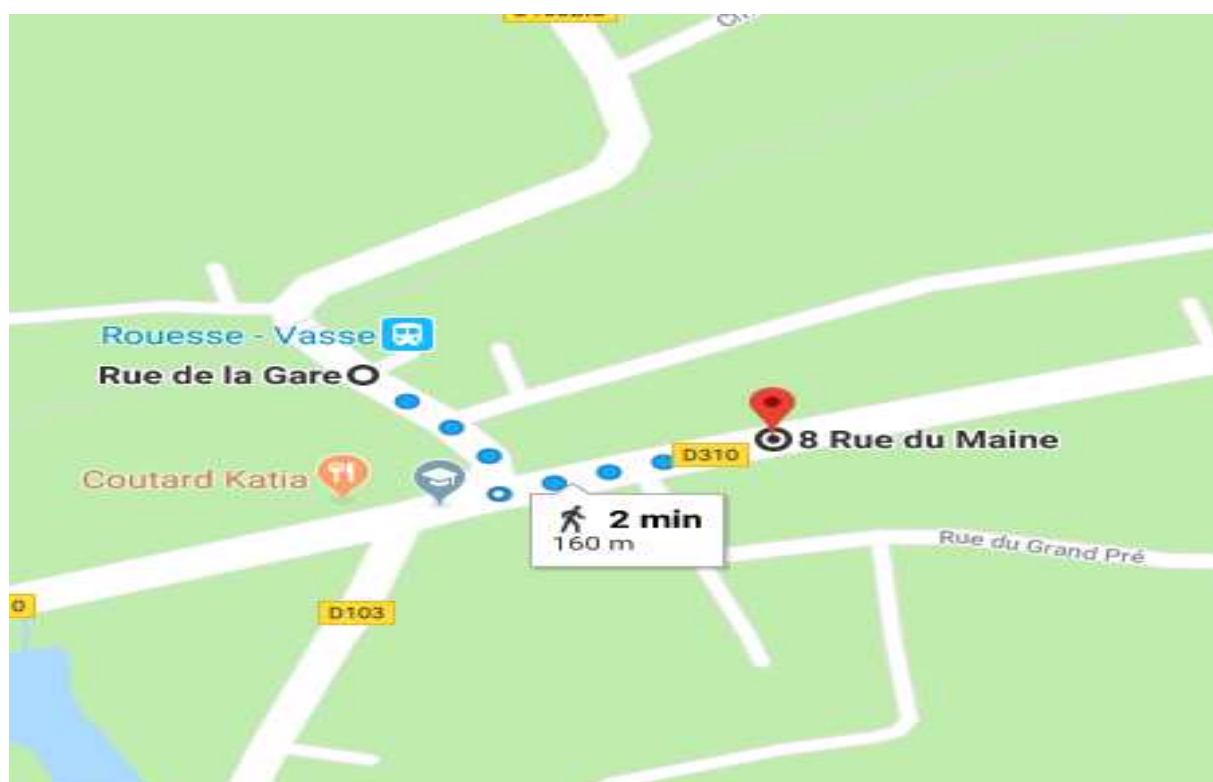 Rouesse - Vasse
Rue de la Gare
8 Rue du Maine
D310
Coutard Katia
2 min
160 m
Rue du Grand Pré
0
D103